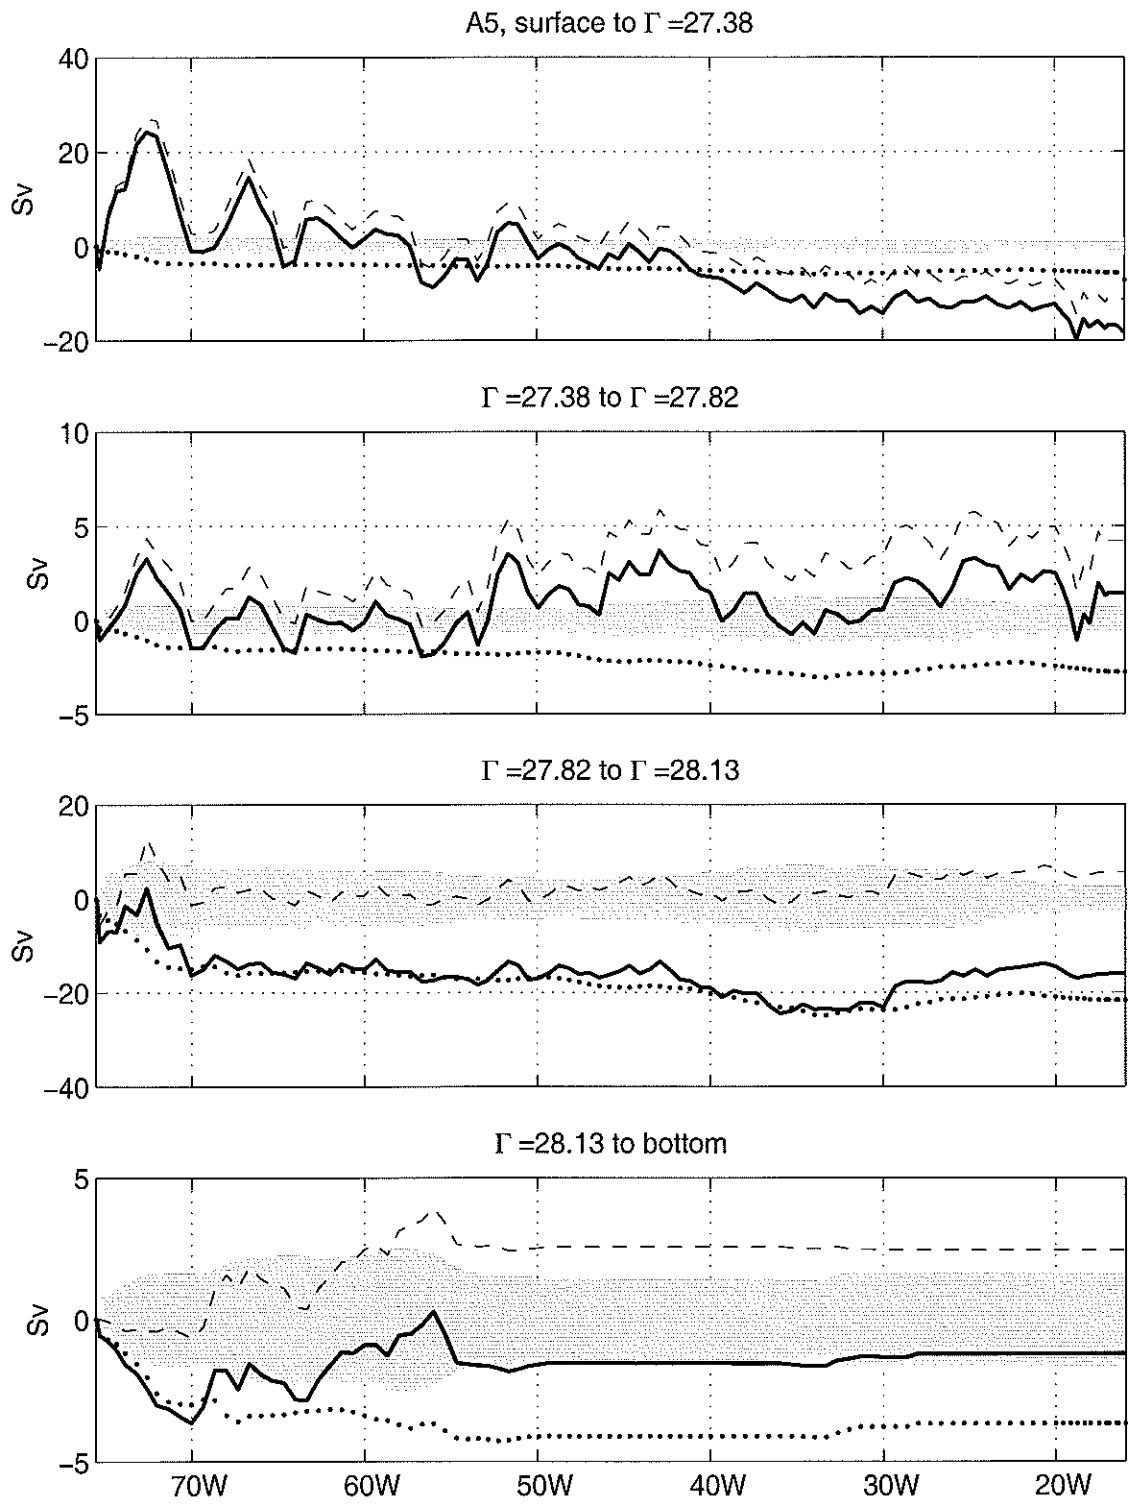 A5, surface to Γ =27.38
40
20
0
−20
Sv
Γ =27.38 to Γ =27.82
10
5
0
−5
Sv
Γ =27.82 to Γ =28.13
20
0
−20
−40
Sv
Γ =28.13 to bottom
5
0
−5
Sv
70W 60W 50W 40W 30W 20W